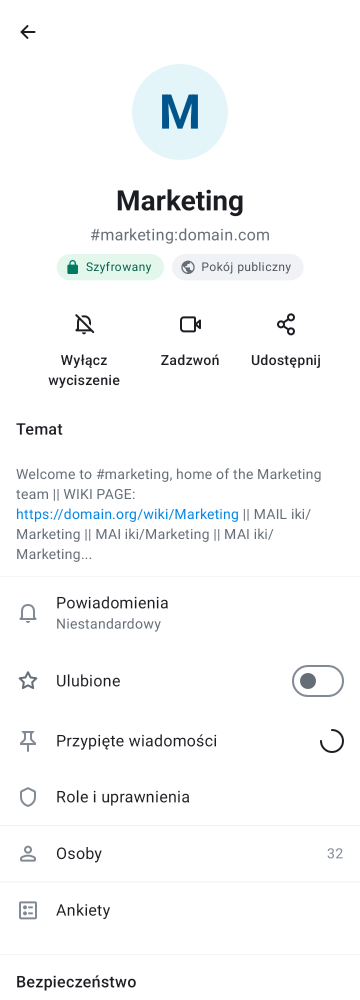 M
Marketing
#marketing:domain.com
Szyfrowany Pokój publiczny
Wyłącz wyciszenie Zadzwoń Udostępnij
Temat
Welcome to #marketing, home of the Marketing
team || WIKI PAGE:
https://domain.org/wiki/Marketing || MAIL iki/
Marketing || MAI iki/Marketing || MAI iki/
Marketing...
Powiadomienia
Niestandardowy
Ulubione
Przypięte wiadomości
Role i uprawnienia
Osoby 32
Ankiety
Bezpieczeństwo